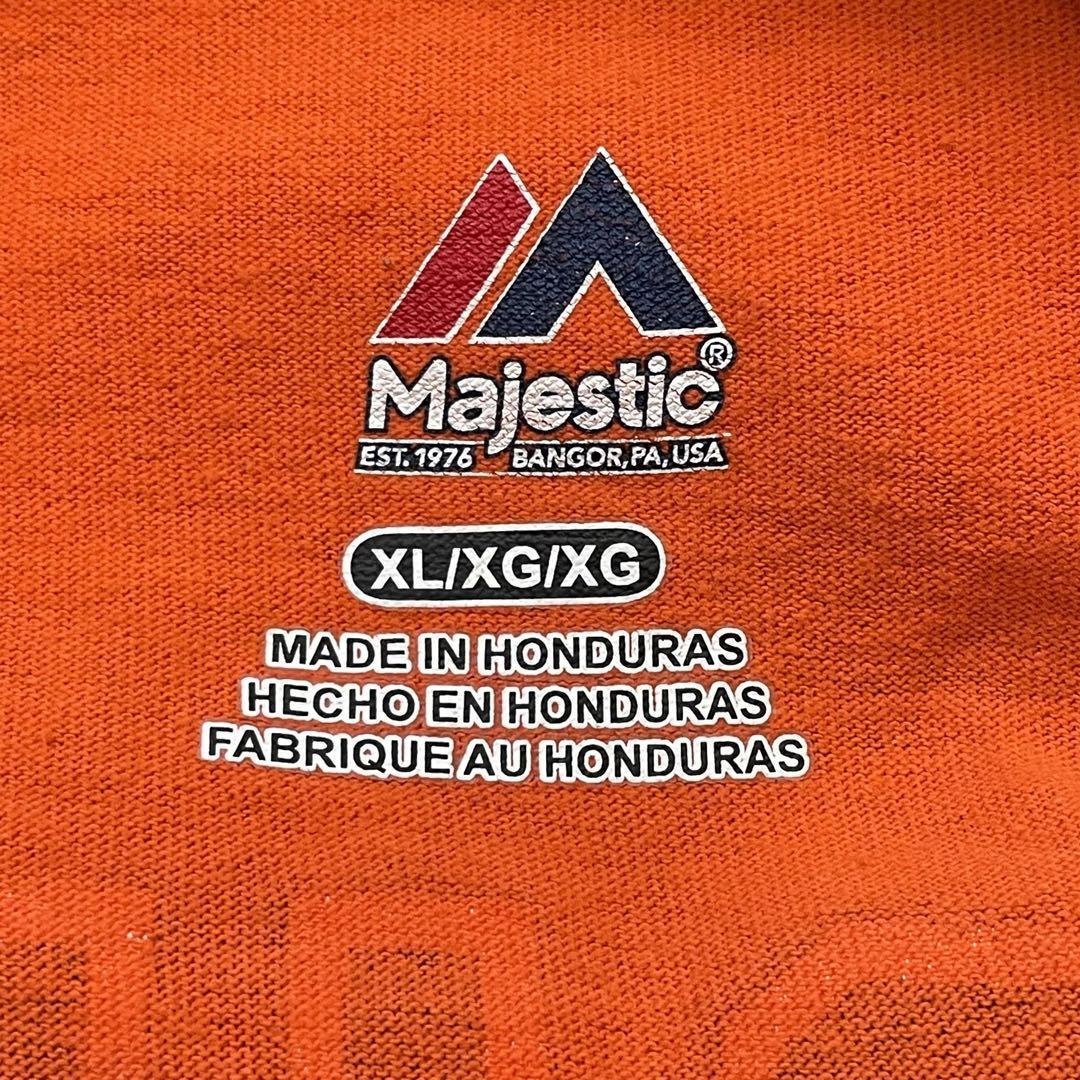 Majestic®
EST. 1976 BANGOR, PA, USA
XL/XG/XG
MADE IN HONDURAS
HECHO EN HONDURAS
FABRIQUE AU HONDURAS